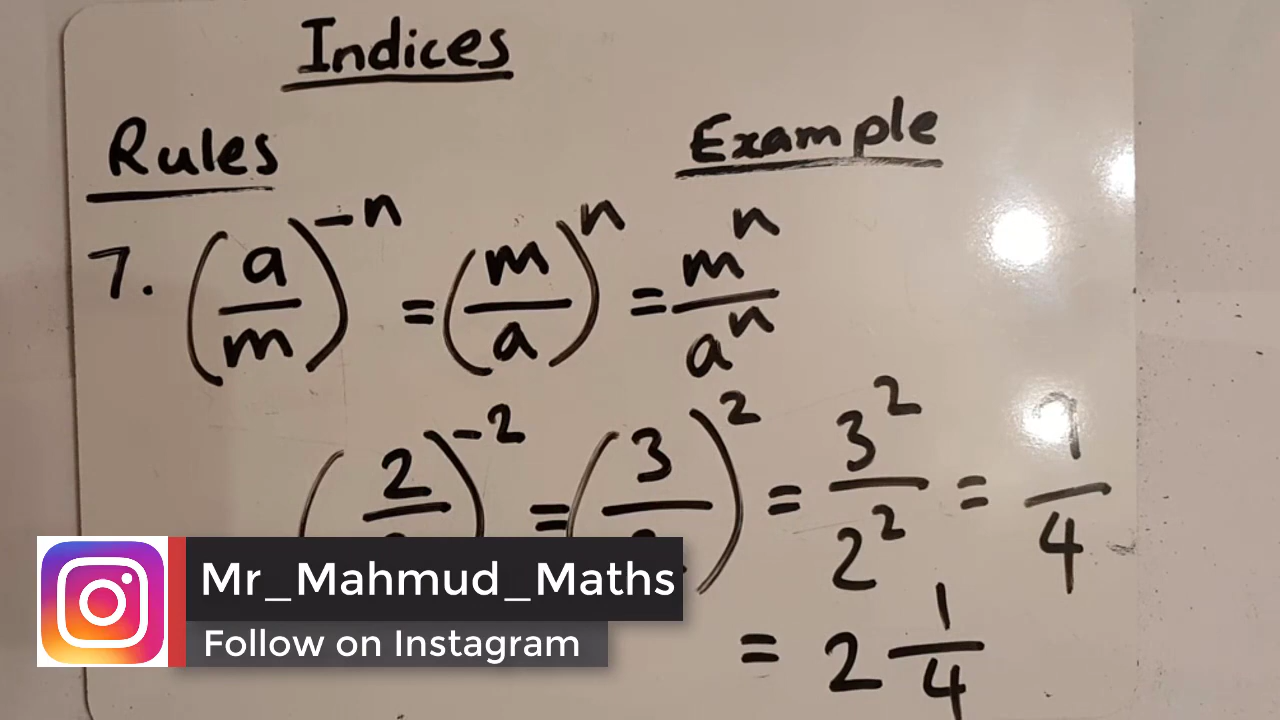 Indices
Rules
Example
7. (a/m)^-n = (m/a)^n = m^n/a^n
(2/ )^-2 = (3/ )^2 = 3^2/2^2 = 9/4
= 2 1/4
Mr_Mahmud_Maths
Follow on Instagram